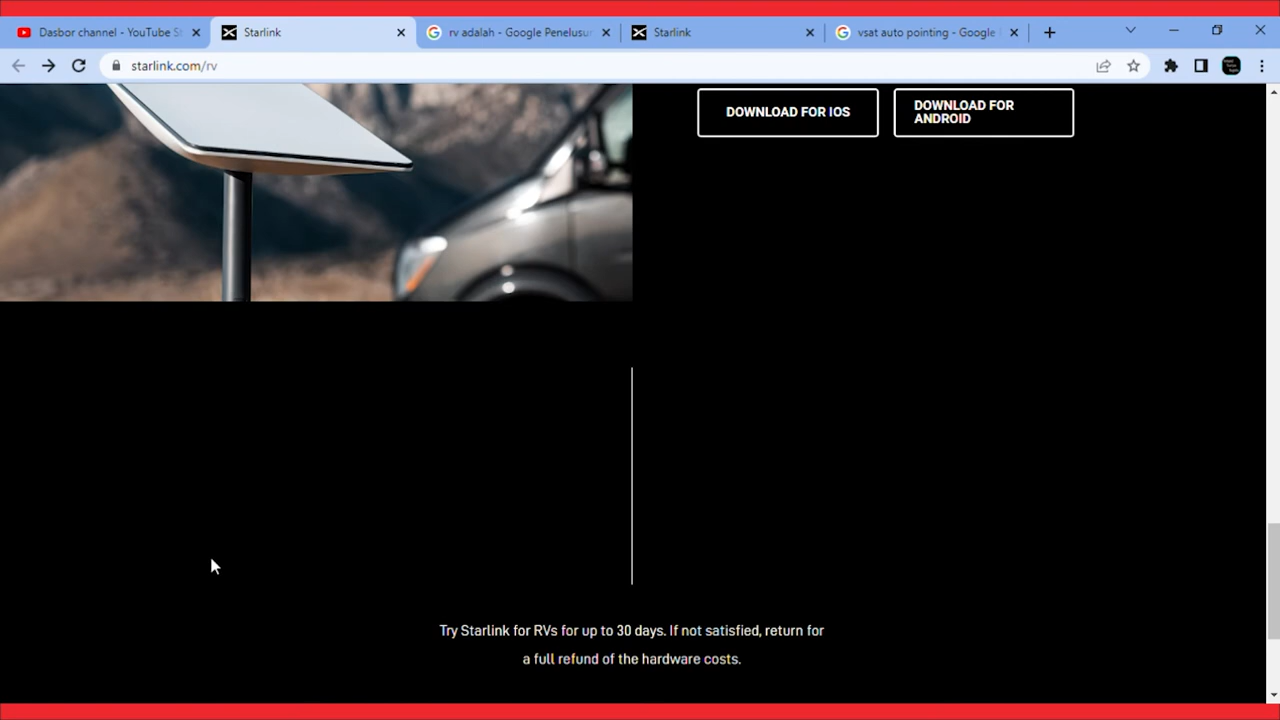 Dasbor channel - YouTube S
Starlink
rv adalah - Google Penelusur
Starlink
vsat auto pointing - Google
starlink.com/rv
DOWNLOAD FOR IOS
DOWNLOAD FOR
ANDROID
Try Starlink for RVs for up to 30 days. If not satisfied, return for
a full refund of the hardware costs.